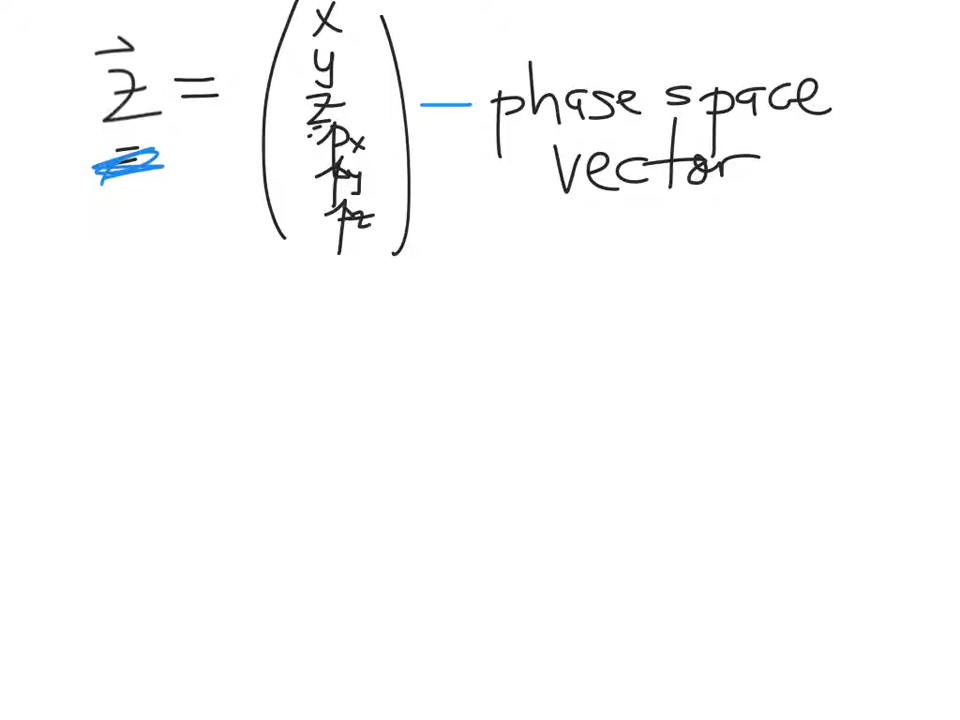 z⃗ = ( x y z px py pz ) — phase space
vector